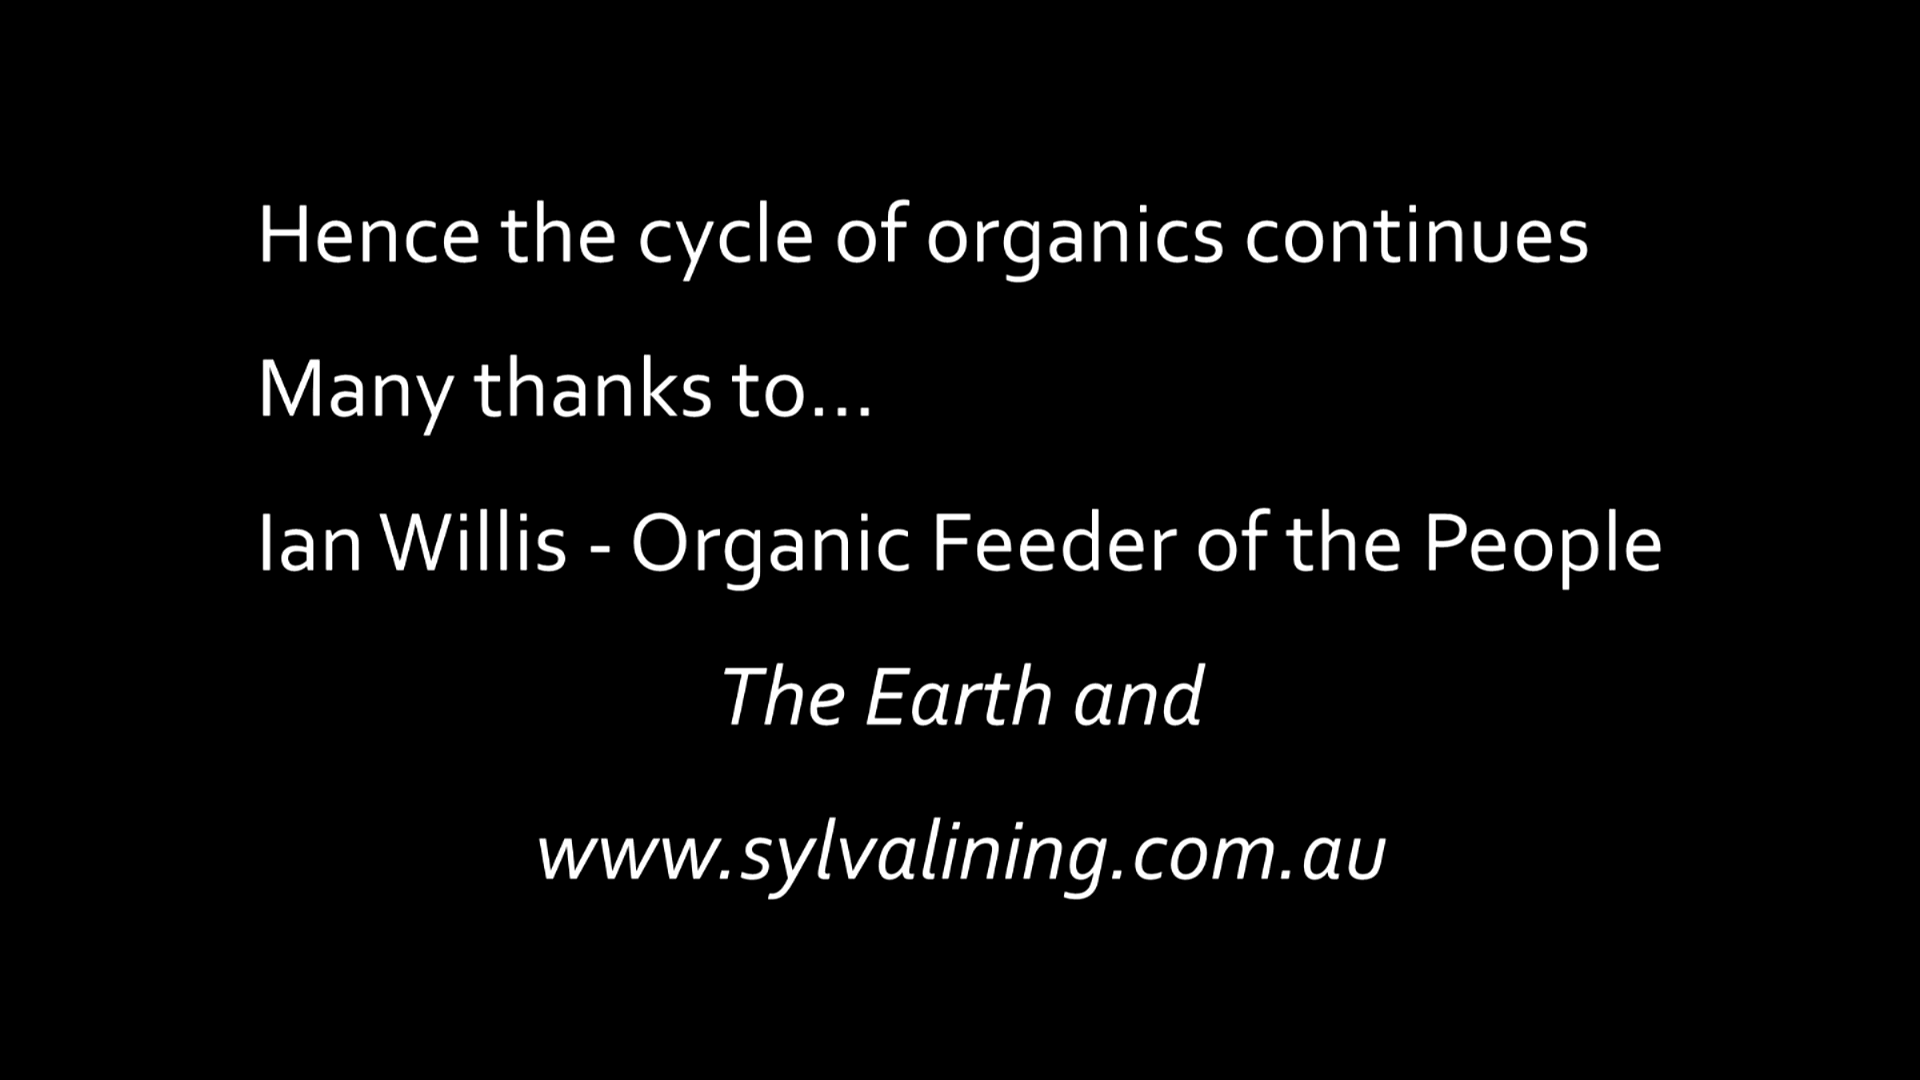 Hence the cycle of organics continues
Many thanks to...
Ian Willis - Organic Feeder of the People
The Earth and
www.sylvalining.com.au